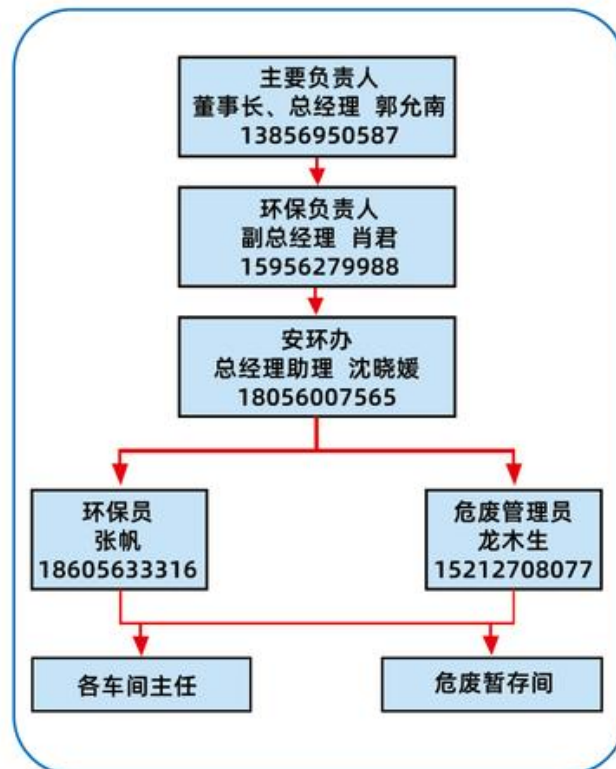 主要负责人
董事长、总经理 郭允南
13856950587
环保负责人
副总经理 肖君
15956279988
安环办
总经理助理 沈晓媛
18056007565
环保员
张帆
18605633316
危废管理员
龙木生
15212708077
各车间主任
危废暂存间